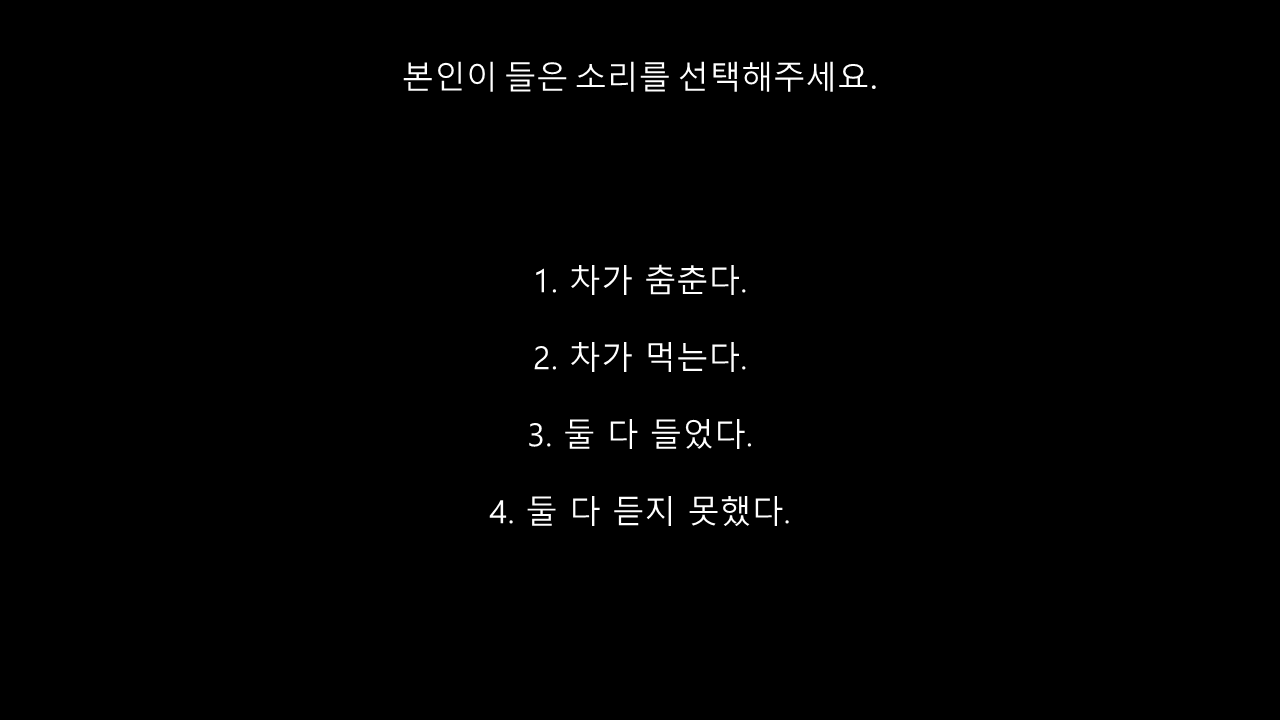 본인이 들은 소리를 선택해주세요.
1. 차가 춤춘다.
2. 차가 먹는다.
3. 둘 다 들었다.
4. 둘 다 듣지 못했다.